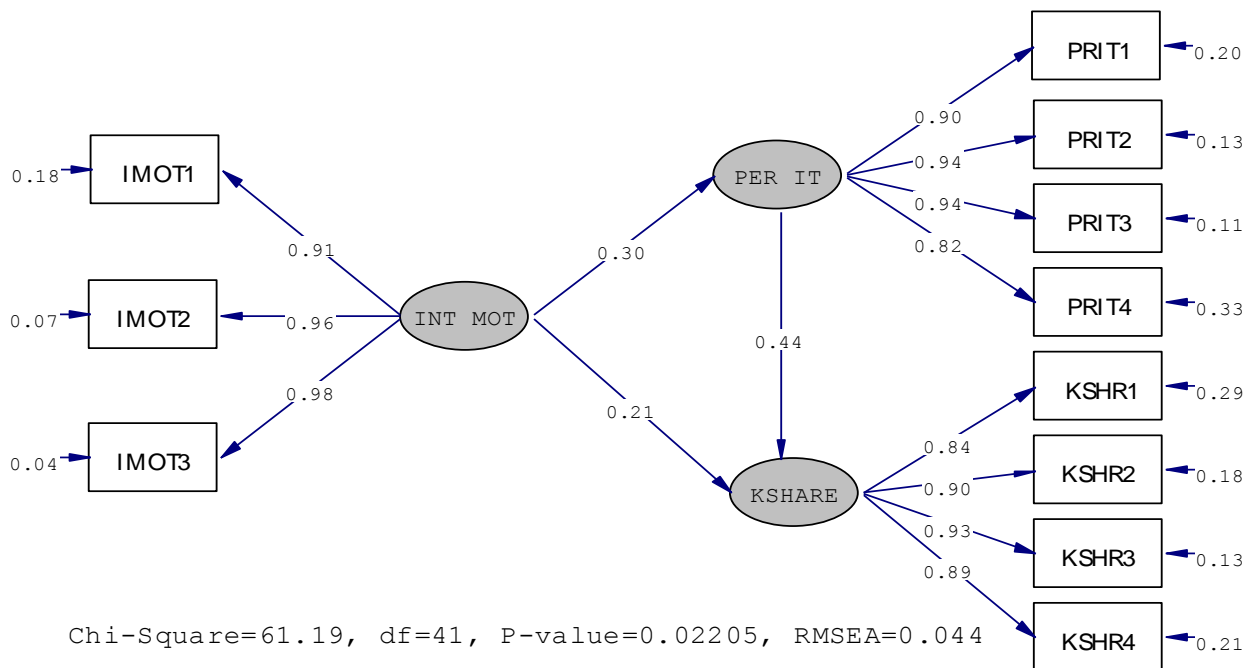 PRIT1
0.20
0.90
PRIT2
0.13
0.18
IMOT1
PER IT
0.94
PRIT3
0.11
0.94
0.91
0.30
0.82
PRIT4
0.33
0.07
IMOT2
0.96
INT MOT
0.44
0.98
0.21
KSHR1
0.29
0.84
0.04
IMOT3
KSHARE
0.90
KSHR2
0.18
0.93
KSHR3
0.13
0.89
Chi-Square=61.19, df=41, P-value=0.02205, RMSEA=0.044
KSHR4
0.21